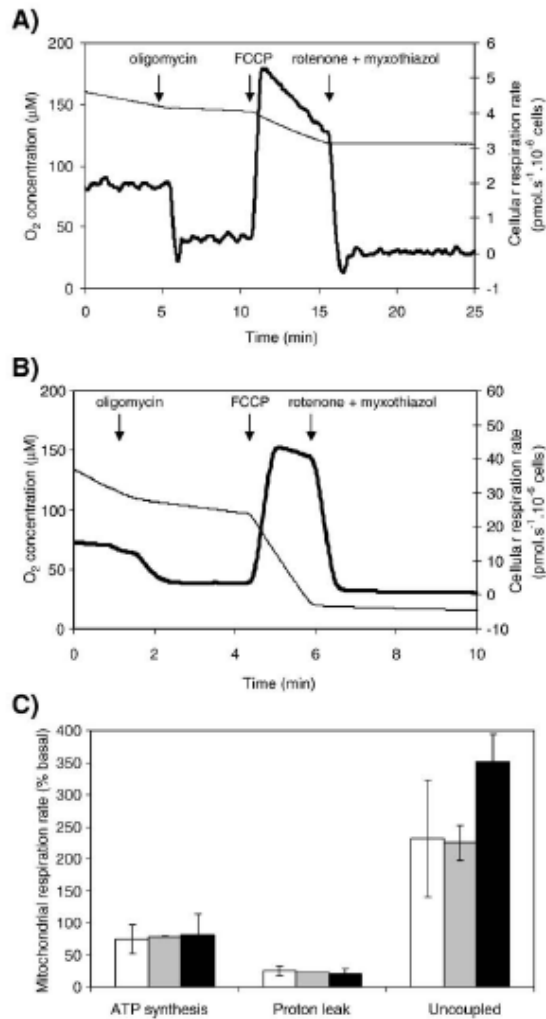 A)
oligomycin FCCP rotenone + myxothiazol
200
150
100
50
0
O₂ concentration (µM)
6
5
4
3
2
1
0
-1
Cellular respiration rate
(pmol.s⁻¹.10⁻⁶ cells)
0 5 10 15 20 25
Time (min)
B)
oligomycin FCCP rotenone + myxothiazol
200
150
100
50
0
O₂ concentration (µM)
60
50
40
30
20
10
0
-10
Cellular respiration rate
(pmol.s⁻¹.10⁻⁶ cells)
0 2 4 6 8 10
Time (min)
C)
Mitochondrial respiration rate (% basal)
400
350
300
250
200
150
100
50
0
ATP synthesis Proton leak Uncoupled